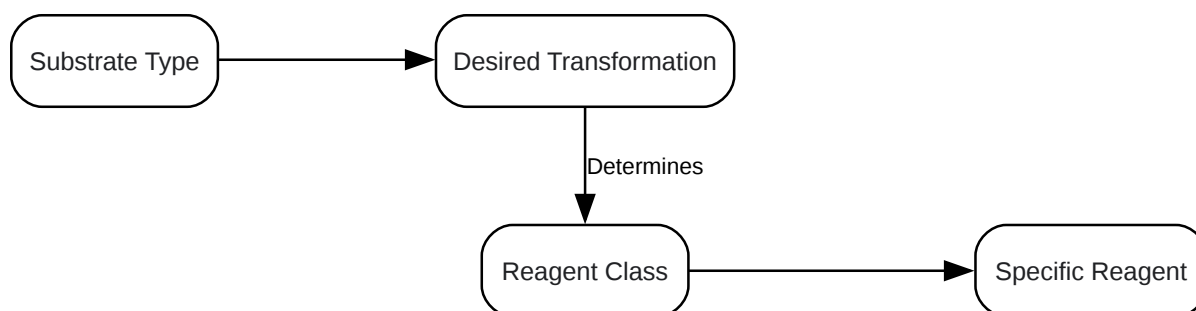 Substrate Type
Desired Transformation
Determines
Reagent Class
Specific Reagent